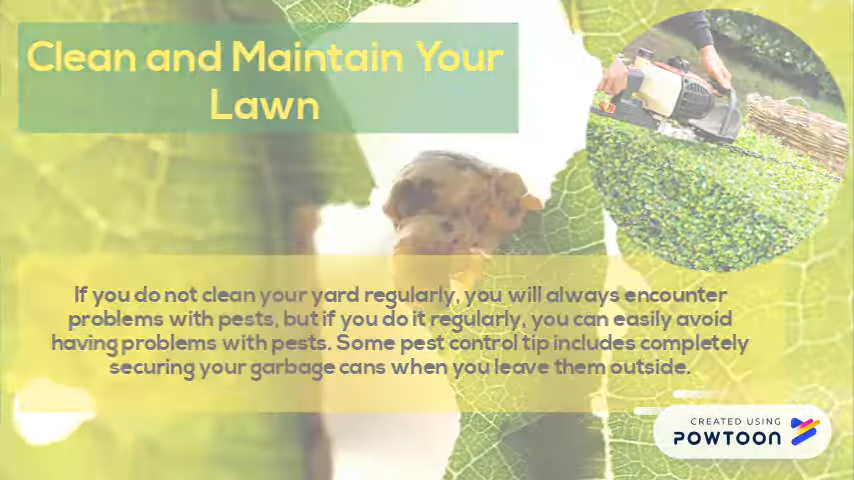 Clean and Maintain Your
Lawn
If you do not clean your yard regularly, you will always encounter
problems with pests, but if you do it regularly, you can easily avoid
having problems with pests. Some pest control tip includes completely
securing your garbage cans when you leave them outside.
CREATED USING
POWTOON